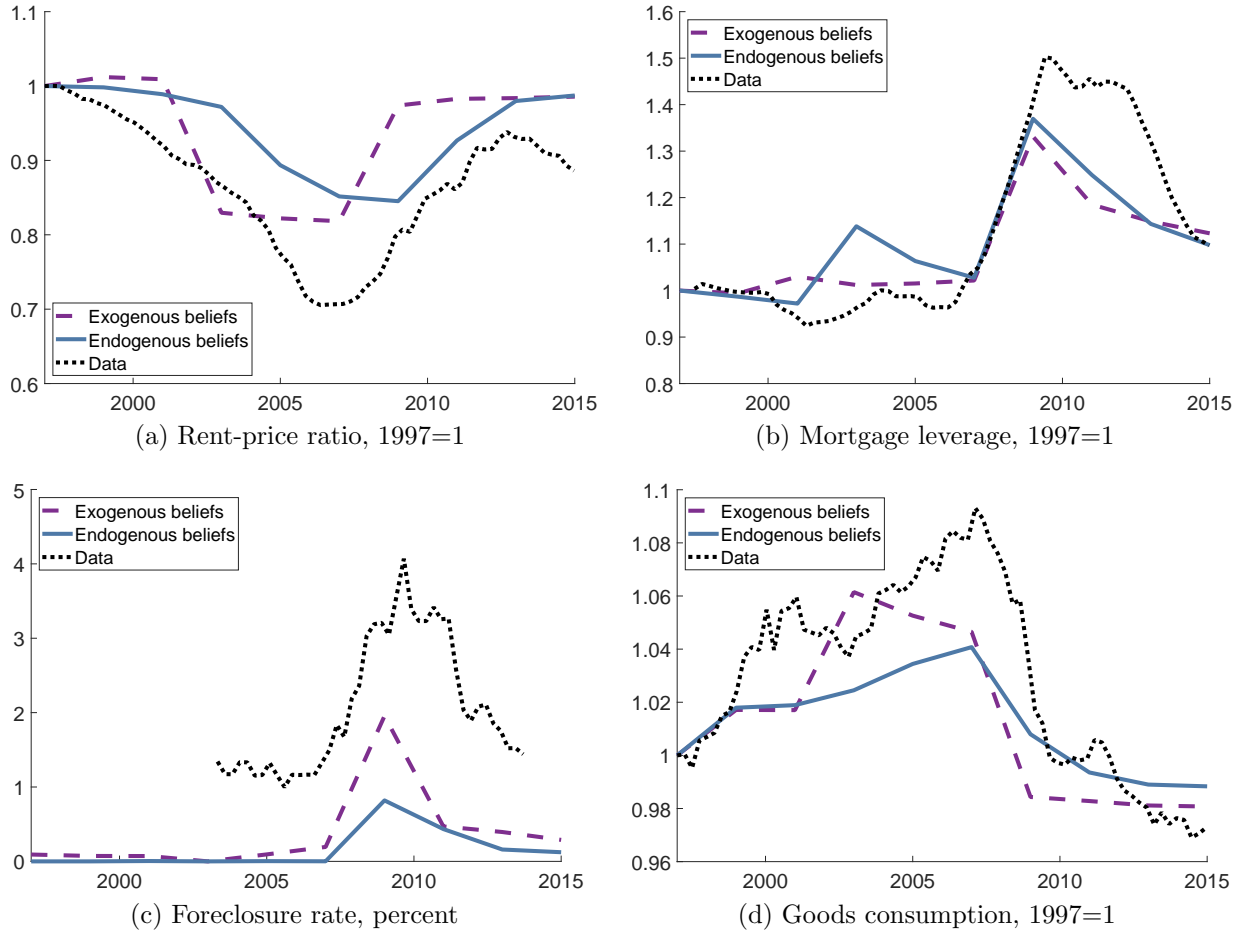 1.1
1
0.9
0.8
0.7
0.6
Exogenous beliefs
Endogenous beliefs
Data
2000 2005 2010 2015
(a) Rent-price ratio, 1997=1
1.6
1.5
1.4
1.3
1.2
1.1
1
0.9
0.8
Exogenous beliefs
Endogenous beliefs
Data
2000 2005 2010 2015
(b) Mortgage leverage, 1997=1
5
4
3
2
1
0
Exogenous beliefs
Endogenous beliefs
Data
2000 2005 2010 2015
(c) Foreclosure rate, percent
1.1
1.08
1.06
1.04
1.02
1
0.98
0.96
Exogenous beliefs
Endogenous beliefs
Data
2000 2005 2010 2015
(d) Goods consumption, 1997=1